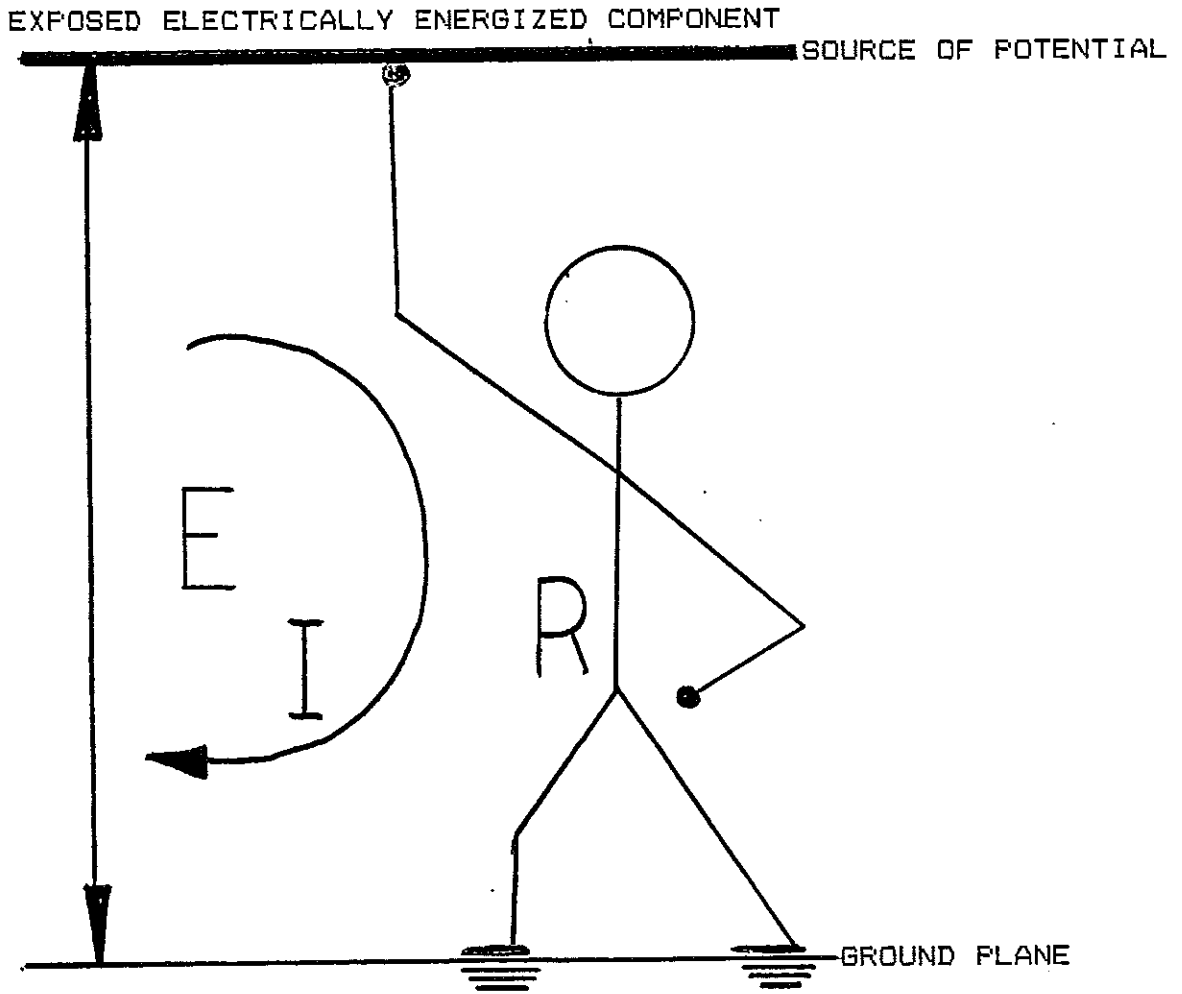 EXPOSED ELECTRICALLY ENERGIZED COMPONENT
SOURCE OF POTENTIAL
E
I
R
GROUND PLANE